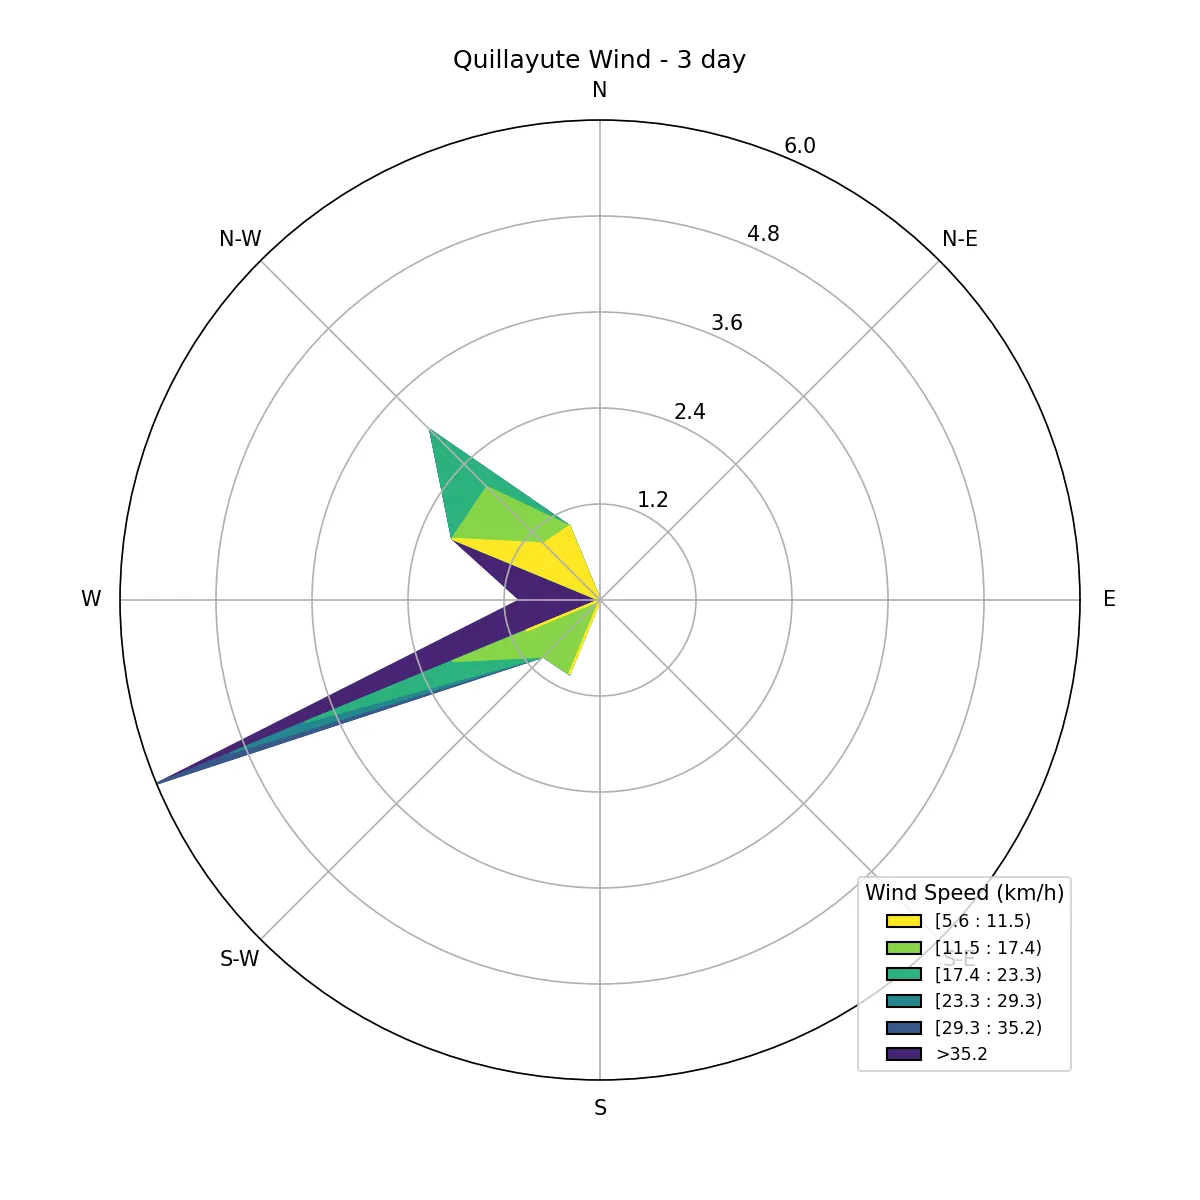 Quillayute Wind - 3 day
N
6.0
4.8
N-W
N-E
3.6
2.4
1.2
W
E
S-W
S-E
S
Wind Speed (km/h)
[5.6 : 11.5)
[11.5 : 17.4)
[17.4 : 23.3)
[23.3 : 29.3)
[29.3 : 35.2)
>35.2